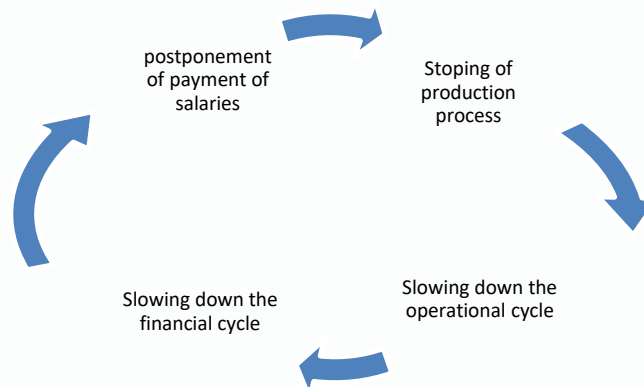 postponement
of payment of
salaries
Stoping of
production
process
Slowing down the
operational cycle
Slowing down the
financial cycle